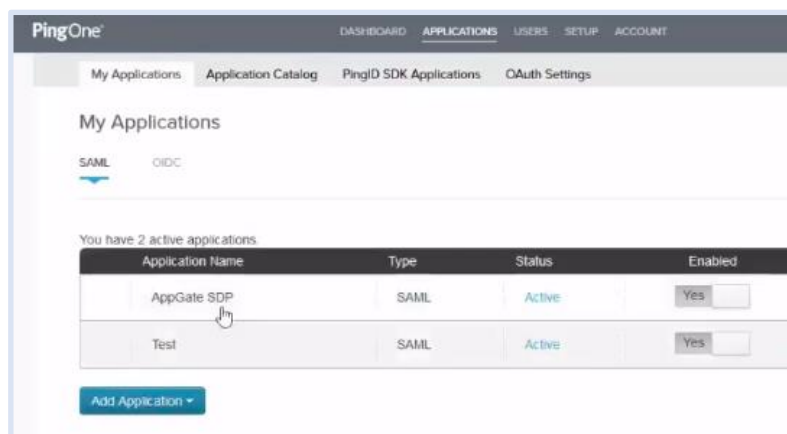 PingOne DASHBOARD APPLICATIONS USERS SETUP ACCOUNT
My Applications Application Catalog PingID SDK Applications OAuth Settings
My Applications
SAML OIDC
You have 2 active applications
Application Name Type Status Enabled
AppGate SDP SAML Active Yes
Test SAML Active Yes
Add Application